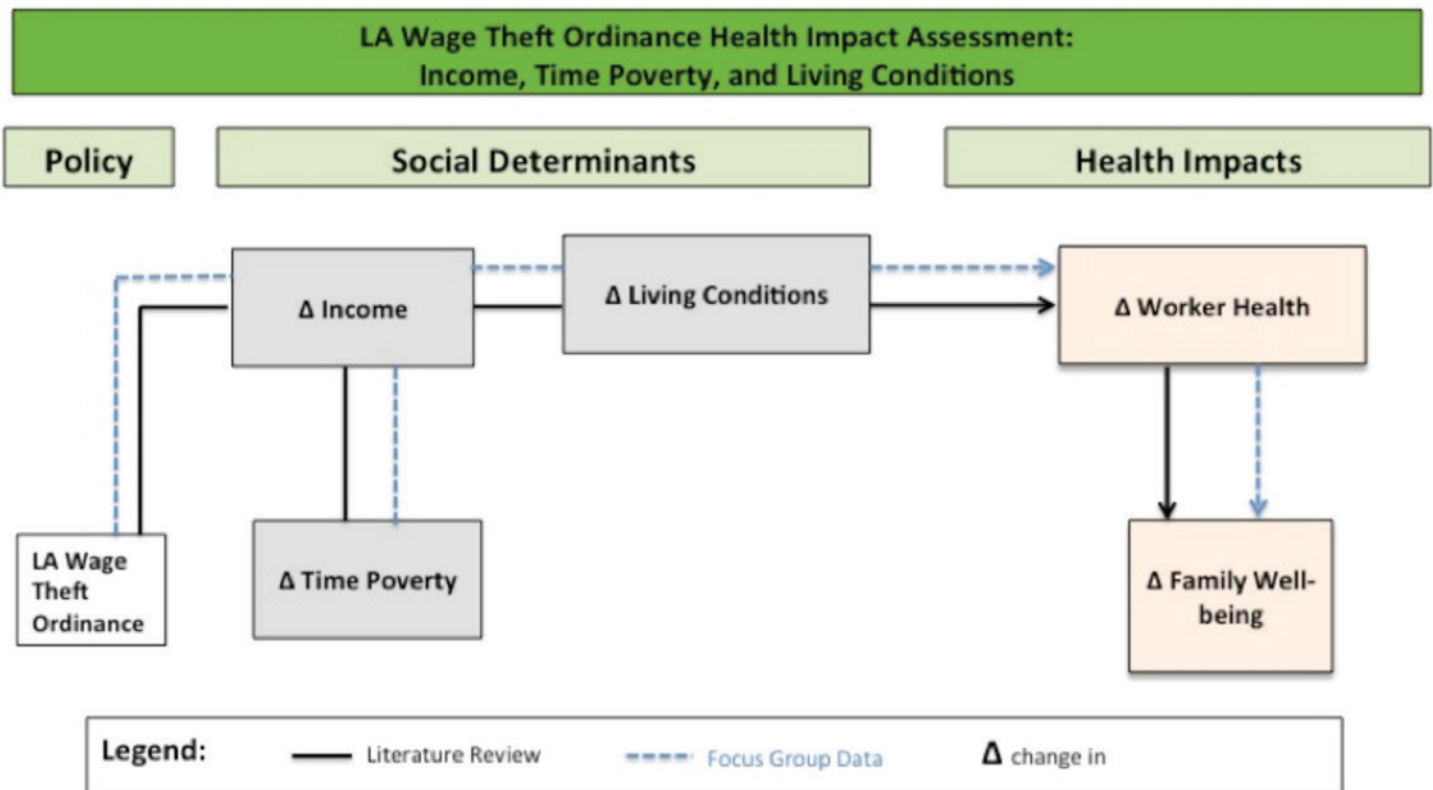 LA Wage Theft Ordinance Health Impact Assessment:
Income, Time Poverty, and Living Conditions
Policy
Social Determinants
Health Impacts
Δ Income
Δ Living Conditions
Δ Worker Health
LA Wage
Theft
Ordinance
Δ Time Poverty
Δ Family Well-
being
Legend:
Literature Review
Focus Group Data
Δ change in